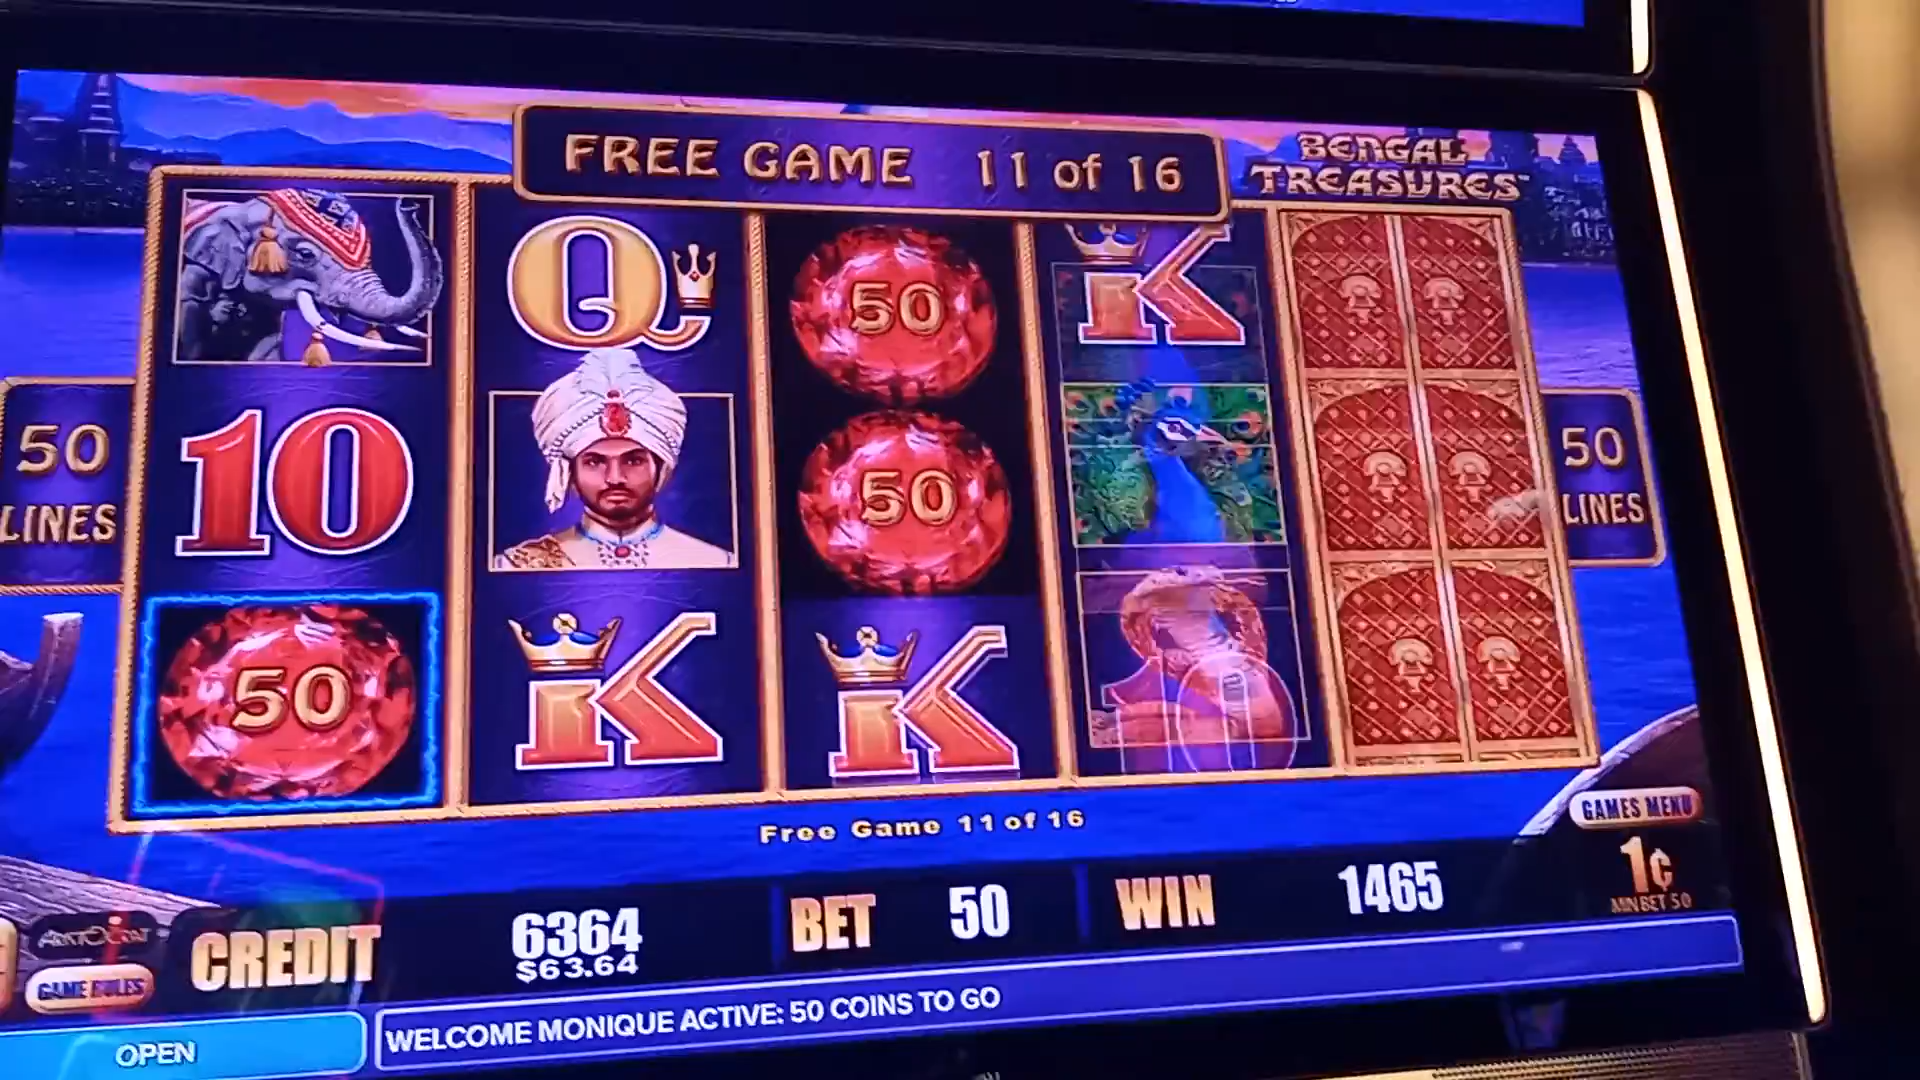 FREE GAME 11 of 16
BENGAL
TREASURES
Q
50
K
50
LINES
10
50
50
LINES
50
K
K
10
Free Game 11 of 16
GAMES MENU
1¢
MIN BET 50
CREDIT
6364
$63.64
BET 50
WIN 1465
ARISTOCRAT
GAME RULES
OPEN
WELCOME MONIQUE ACTIVE: 50 COINS TO GO